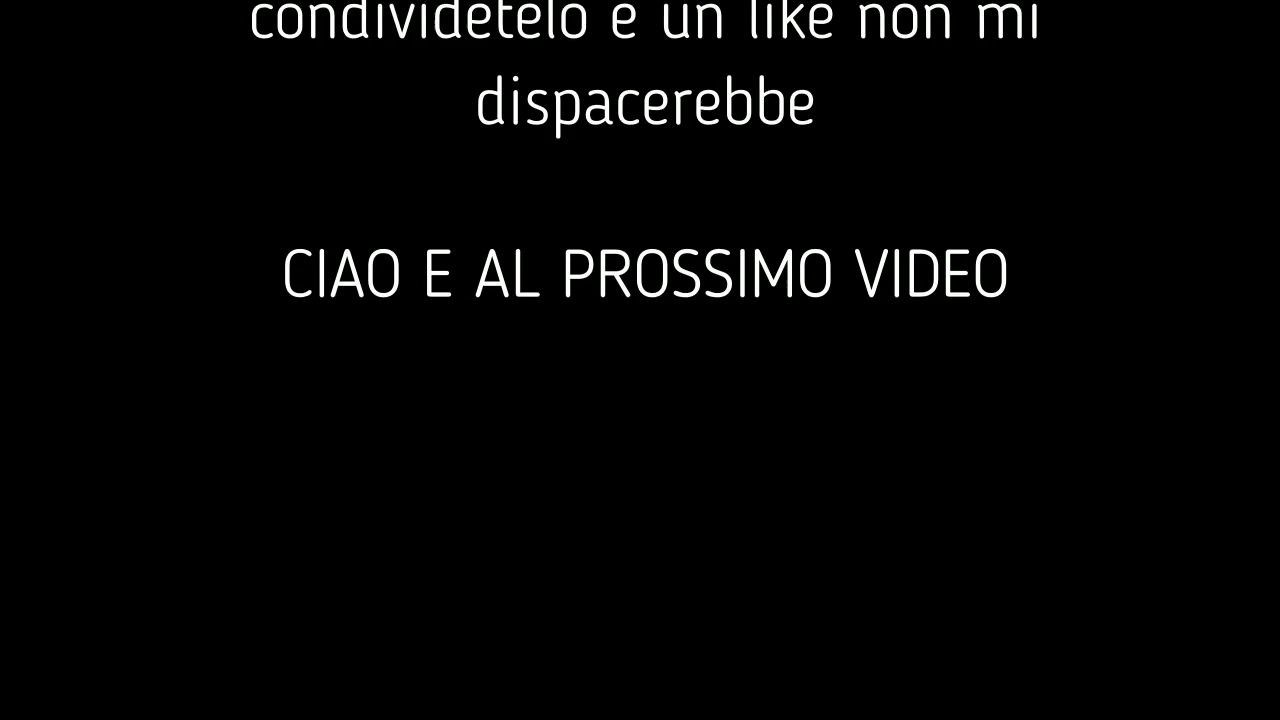 condividetelo e un like non mi
dispacerebbe
CIAO E AL PROSSIMO VIDEO